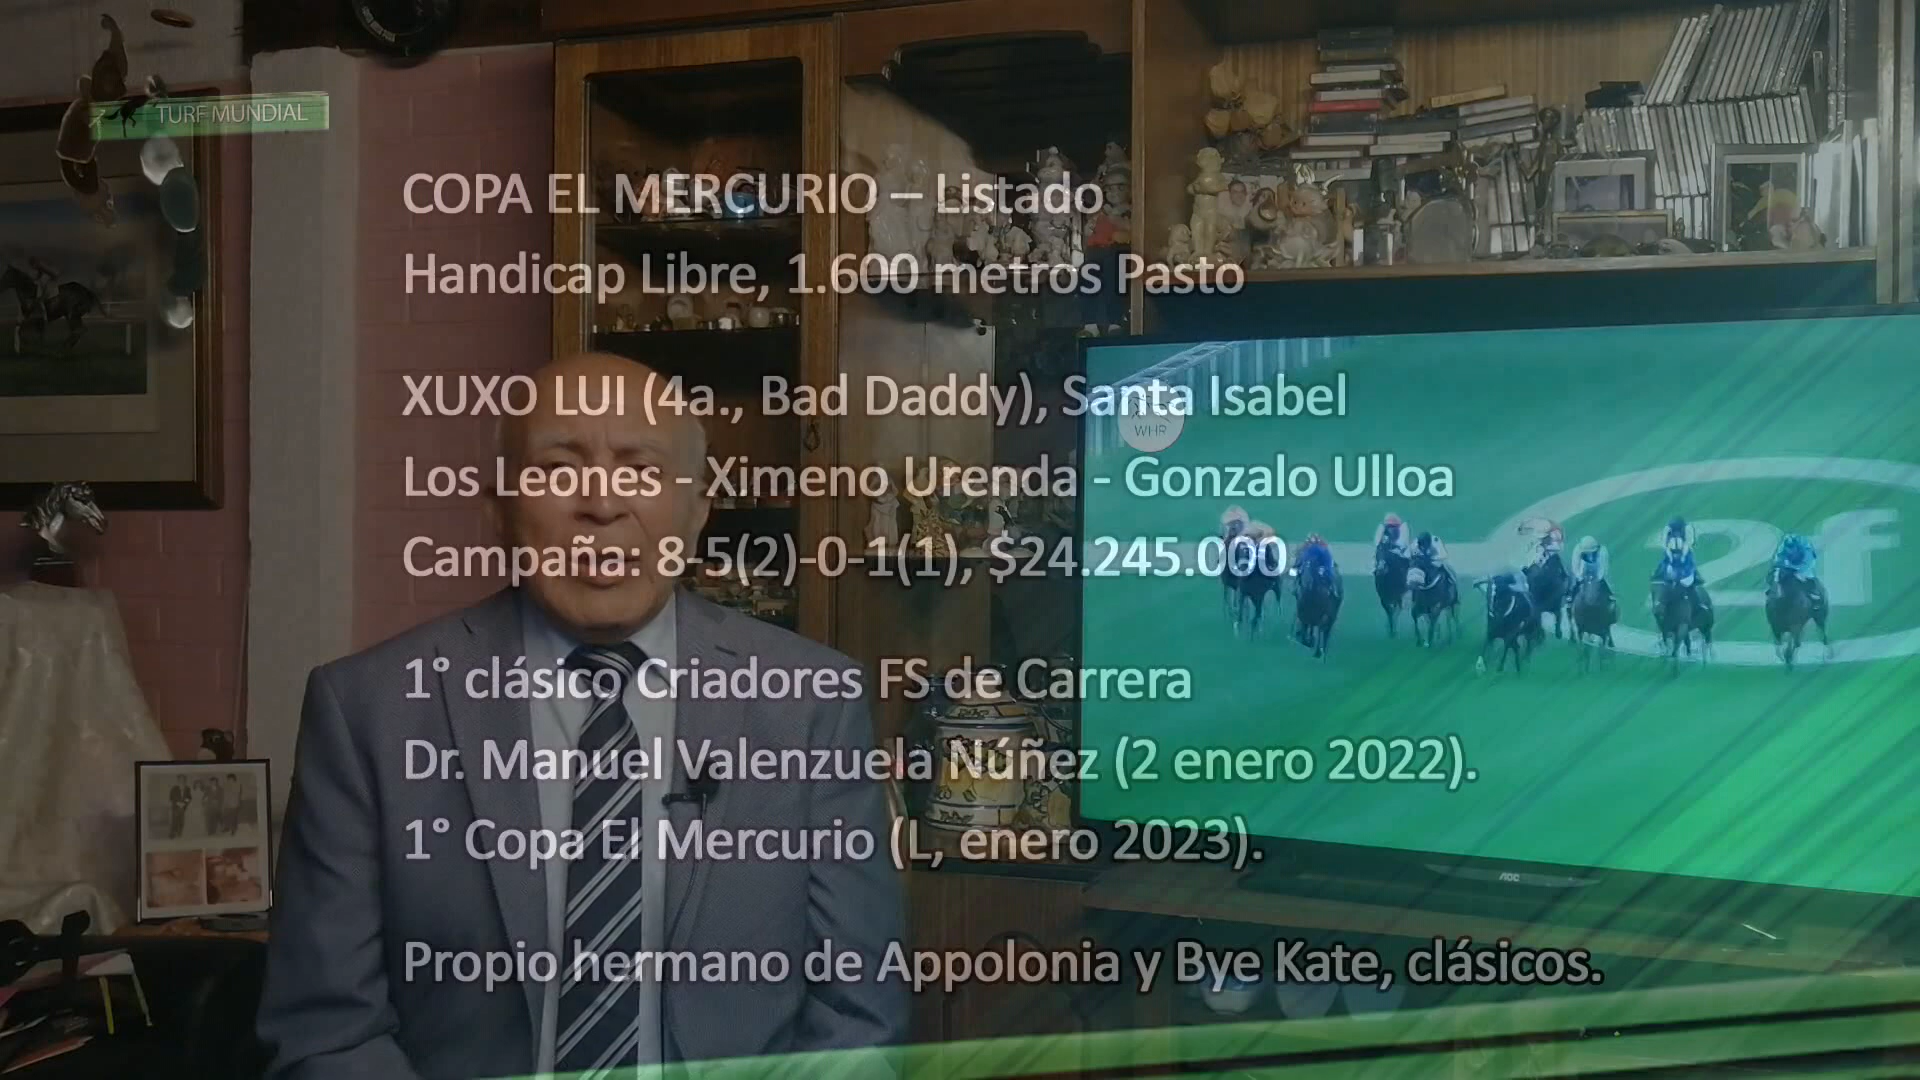 TURF MUNDIAL
COPA EL MERCURIO – Listado
Handicap Libre, 1.600 metros Pasto
XUXO LUI (4a., Bad Daddy), Santa Isabel
WHR
Los Leones - Ximeno Urenda - Gonzalo Ulloa
Campaña: 8-5(2)-0-1(1), $24.245.000.
2f
1° clásico Criadores FS de Carrera
Dr. Manuel Valenzuela Núñez (2 enero 2022).
1° Copa El Mercurio (L, enero 2023).
AOC
Propio hermano de Appolonia y Bye Kate, clásicos.